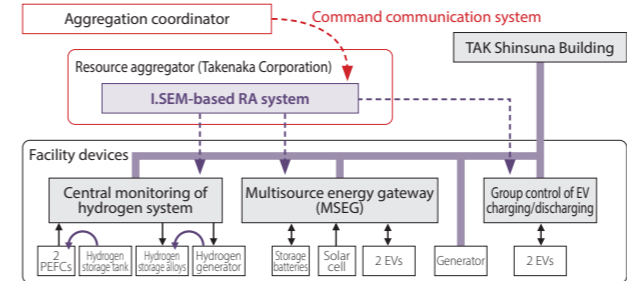 Aggregation coordinator
Command communication system
TAK Shinsuna Building
Resource aggregator (Takenaka Corporation)
I.SEM-based RA system
Facility devices
Central monitoring of
hydrogen system
Multisource energy gateway
(MSEG)
Group control of EV
charging/discharging
2
PEFCs
Hydrogen
storage tank
Hydrogen
storage alloys
Hydrogen
generator
Storage
batteries
Solar
cell
2 EVs
Generator
2 EVs